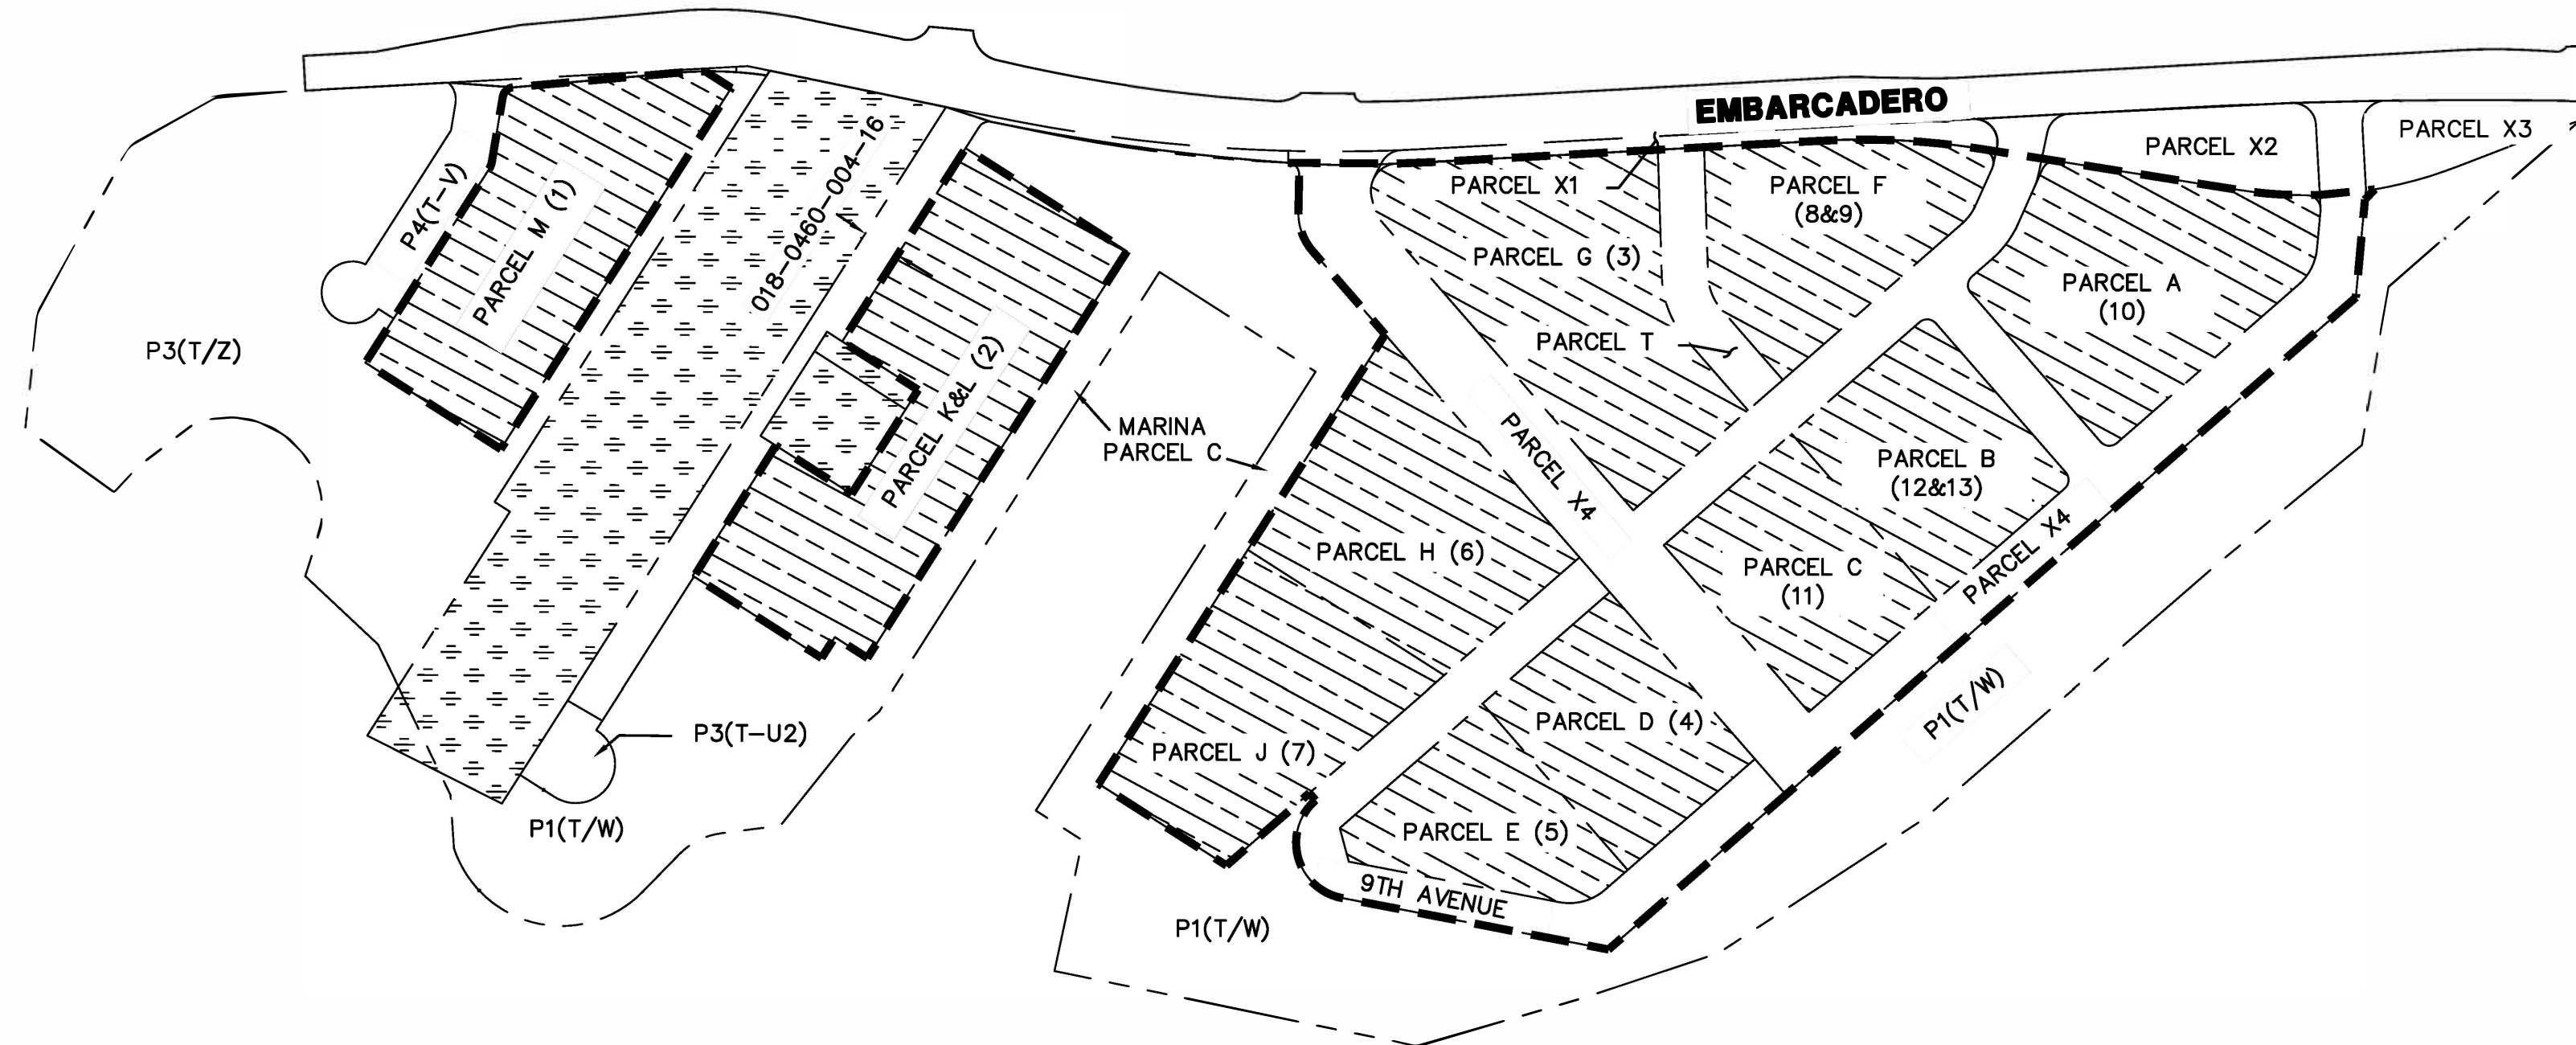 EMBARCADERO
PARCEL X3
PARCEL X2
PARCEL X1
PARCEL F
(8&9)
P4(T-V)
PARCEL M (1)
018-0460-004-16
PARCEL G (3)
PARCEL A
(10)
P3(T/Z)
PARCEL T
PARCEL K&L (2)
MARINA
PARCEL C
PARCEL X4
PARCEL B
(12&13)
PARCEL H (6)
PARCEL C
(11)
PARCEL X4
P1(T/W)
P3(T-U2)
PARCEL D (4)
PARCEL J (7)
P1(T/W)
PARCEL E (5)
9TH AVENUE
P1(T/W)